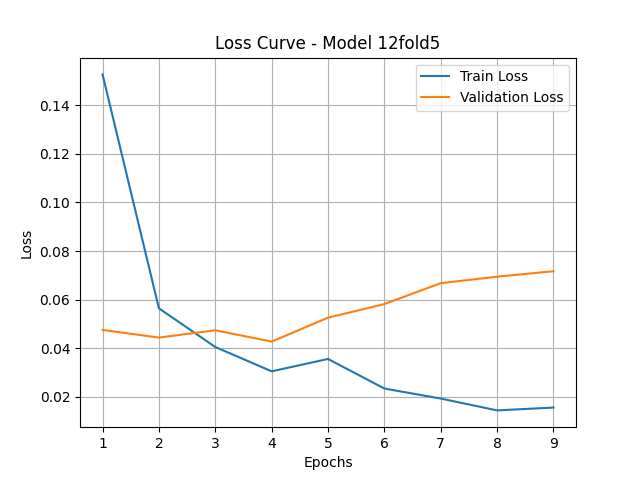 Loss Curve - Model 12fold5
Train Loss
Validation Loss
0.14
0.12
0.10
0.08
0.06
0.04
0.02
Loss
1 2 3 4 5 6 7 8 9
Epochs